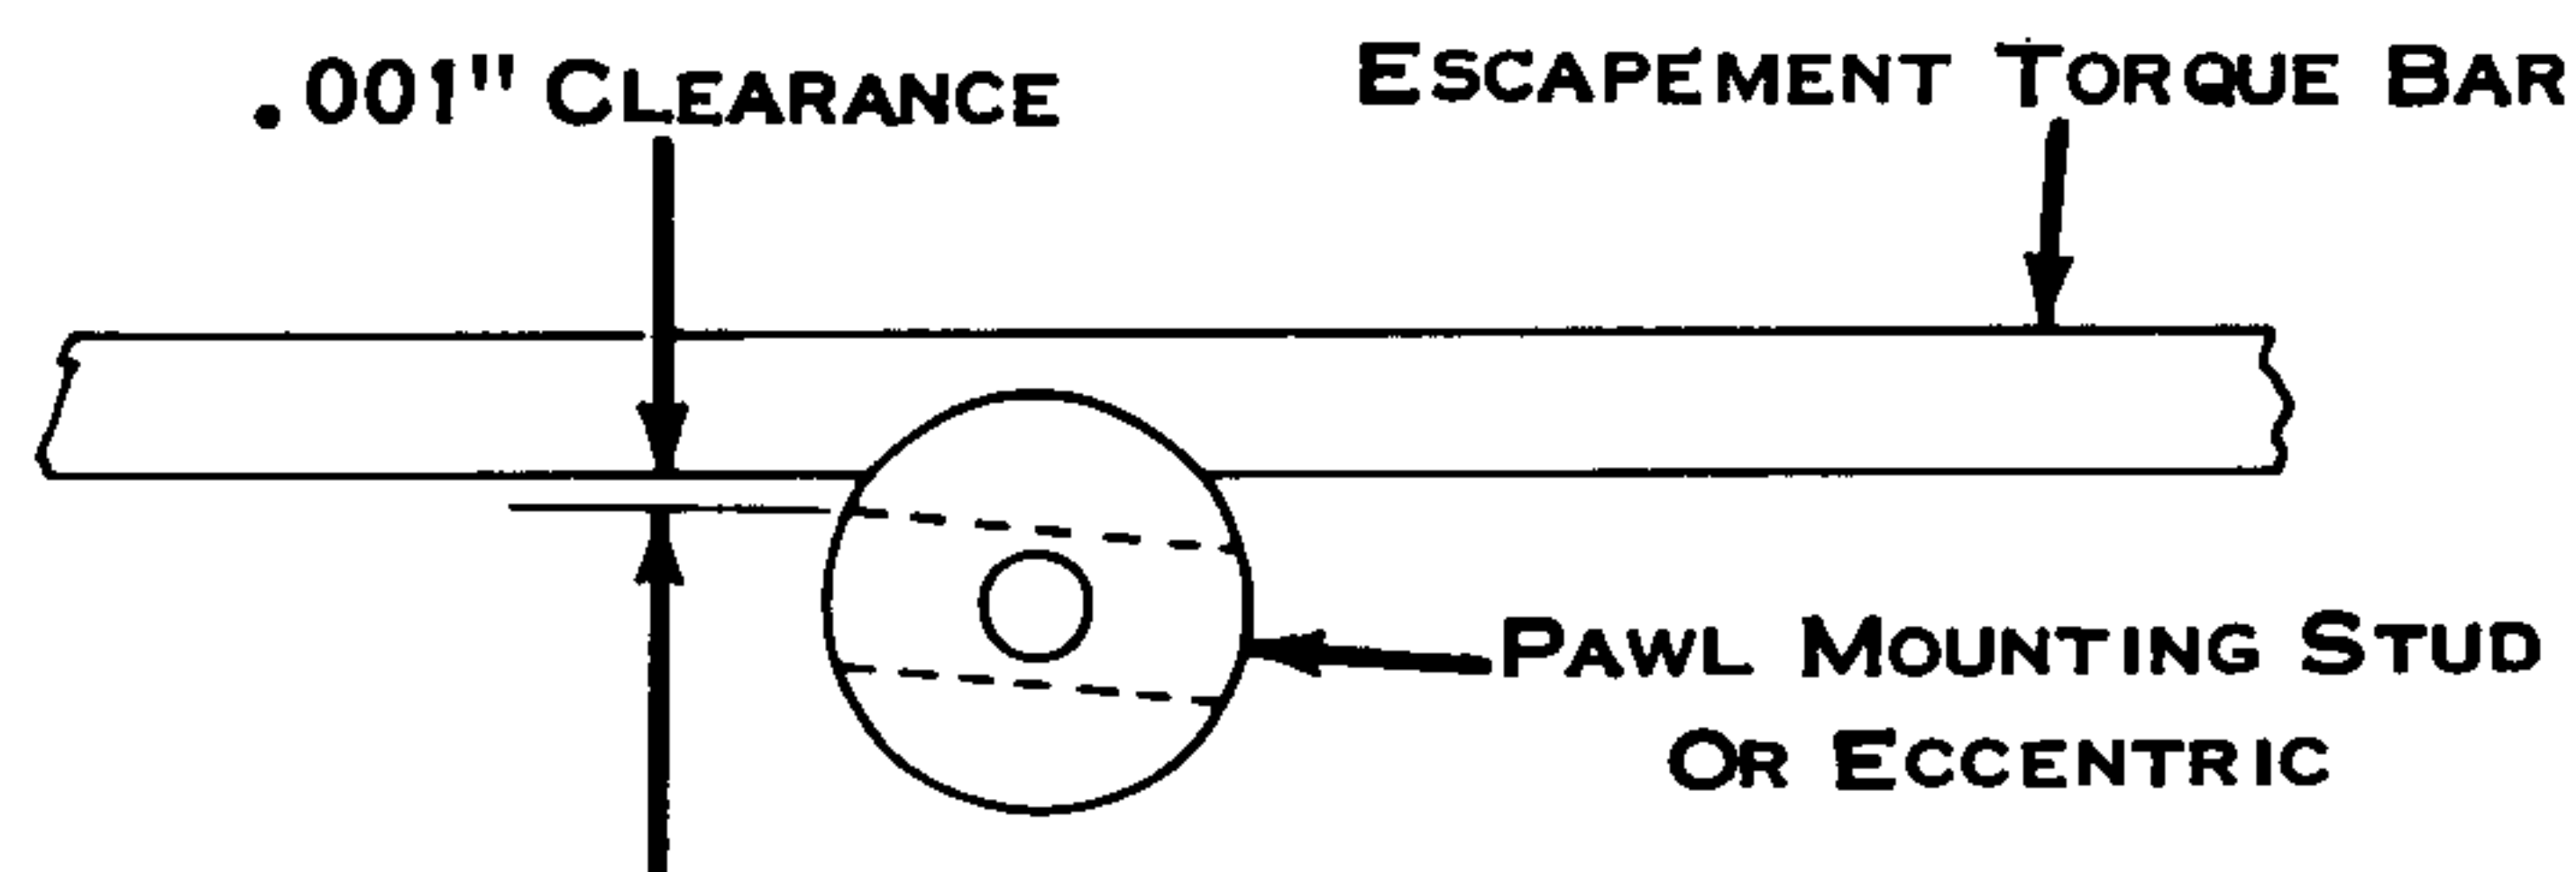 .001" CLEARANCE
ESCAPEMENT TORQUE BAR
PAWL MOUNTING STUD
OR ECCENTRIC